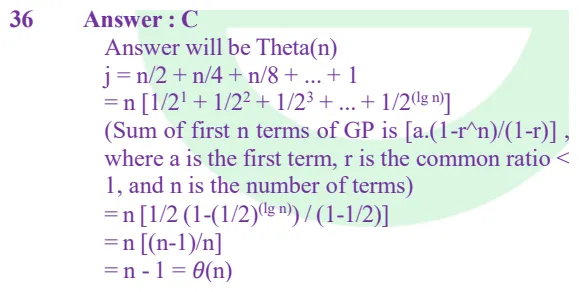 36 Answer : C
Answer will be Theta(n)
j = n/2 + n/4 + n/8 + ... + 1
= n [1/2¹ + 1/2² + 1/2³ + ... + 1/2⁽ˡᵍ ⁿ⁾]
(Sum of first n terms of GP is [a.(1-r^n)/(1-r)] ,
where a is the first term, r is the common ratio <
1, and n is the number of terms)
= n [1/2 (1-(1/2)⁽ˡᵍ ⁿ⁾) / (1-1/2)]
= n [(n-1)/n]
= n - 1 = 𝜃(n)